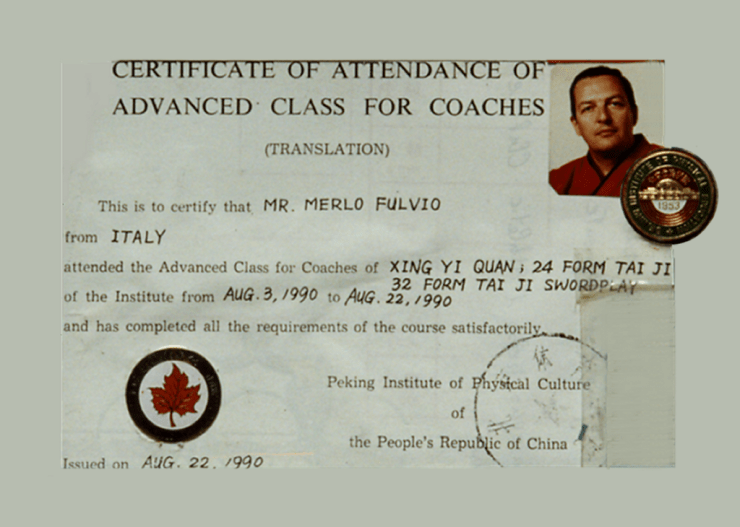 CERTIFICATE OF ATTENDANCE OF
ADVANCED CLASS FOR COACHES
(TRANSLATION)
This is to certify that MR. MERLO FULVIO
from ITALY
attended the Advanced Class for Coaches of XING YI QUAN; 24 FORM TAI JI
32 FORM TAI JI SWORDPLAY
of the Institute from AUG. 3, 1990 to AUG. 22, 1990
and has completed all the requirements of the course satisfactorily.
Peking Institute of Physical Culture
of
the People's Republic of China
Issued on AUG. 22, 1990
1953
体
北